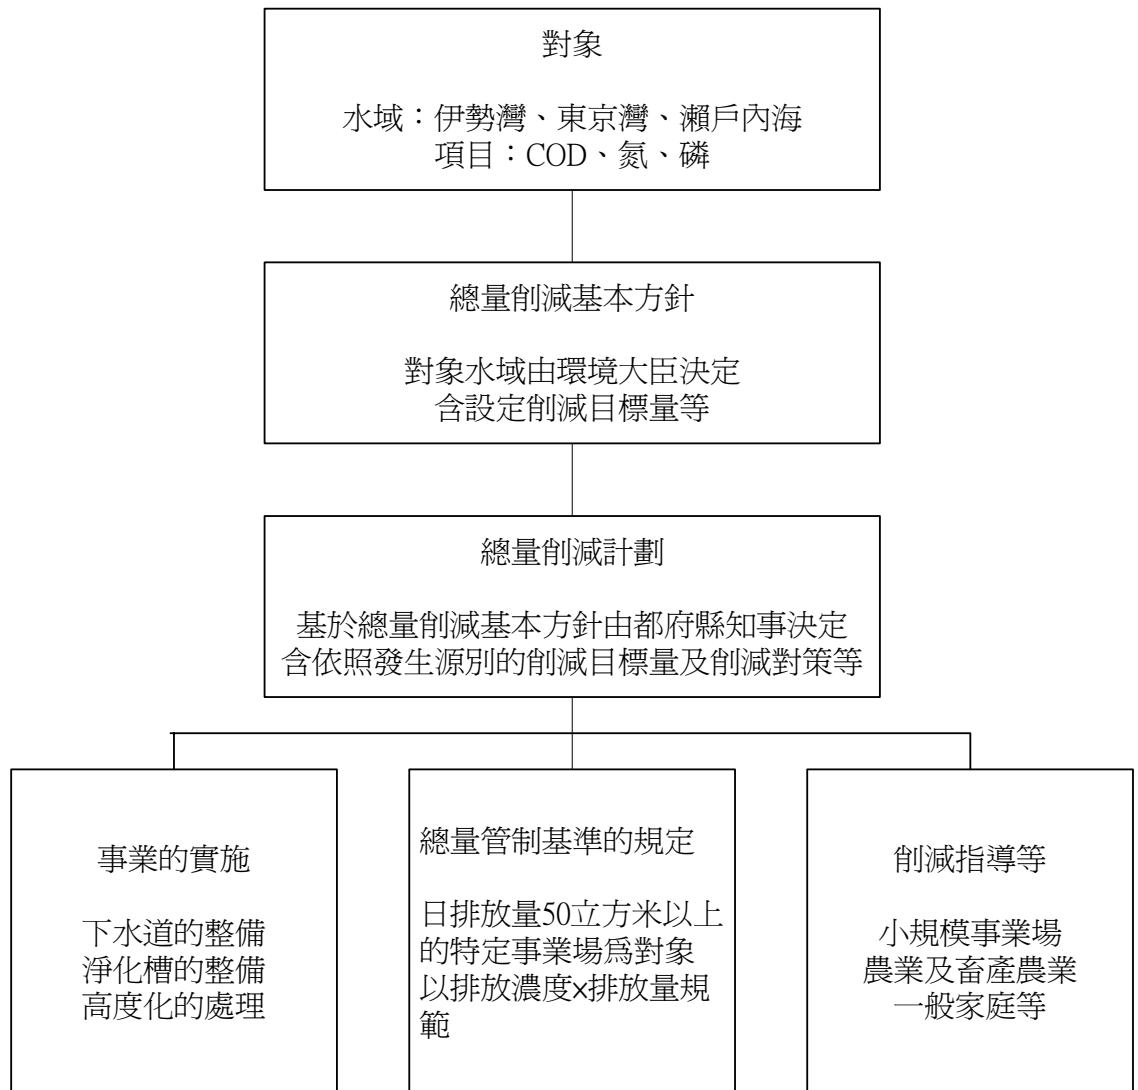 對象
水域：伊勢灣、東京灣、瀨戶內海
項目：COD、氮、磷
總量削減基本方針
對象水域由環境大臣決定
含設定削減目標量等
總量削減計劃
基於總量削減基本方針由都府縣知事決定
含依照發生源別的削減目標量及削減對策等
事業的實施
下水道的整備
淨化槽的整備
高度化的處理
總量管制基準的規定
日排放量50立方米以上
的特定事業場爲對象
以排放濃度×排放量規
範
削減指導等
小規模事業場
農業及畜產農業
一般家庭等